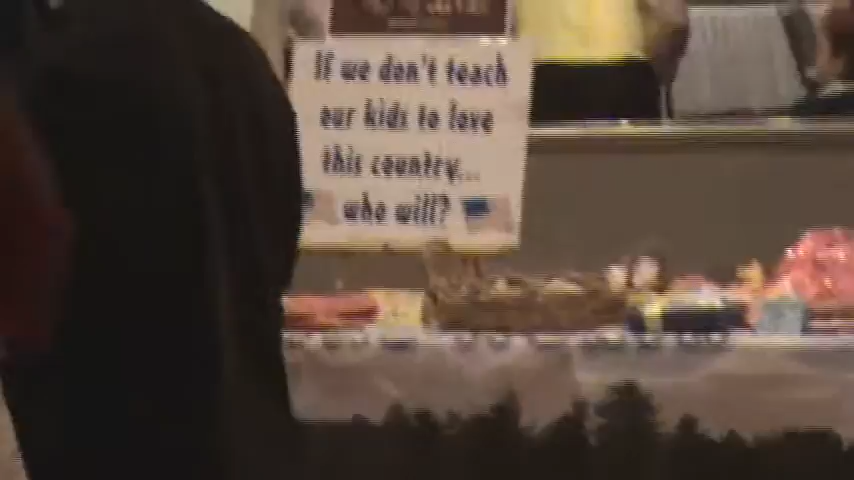 If we don't teach
our kids to love
this country...
who will?